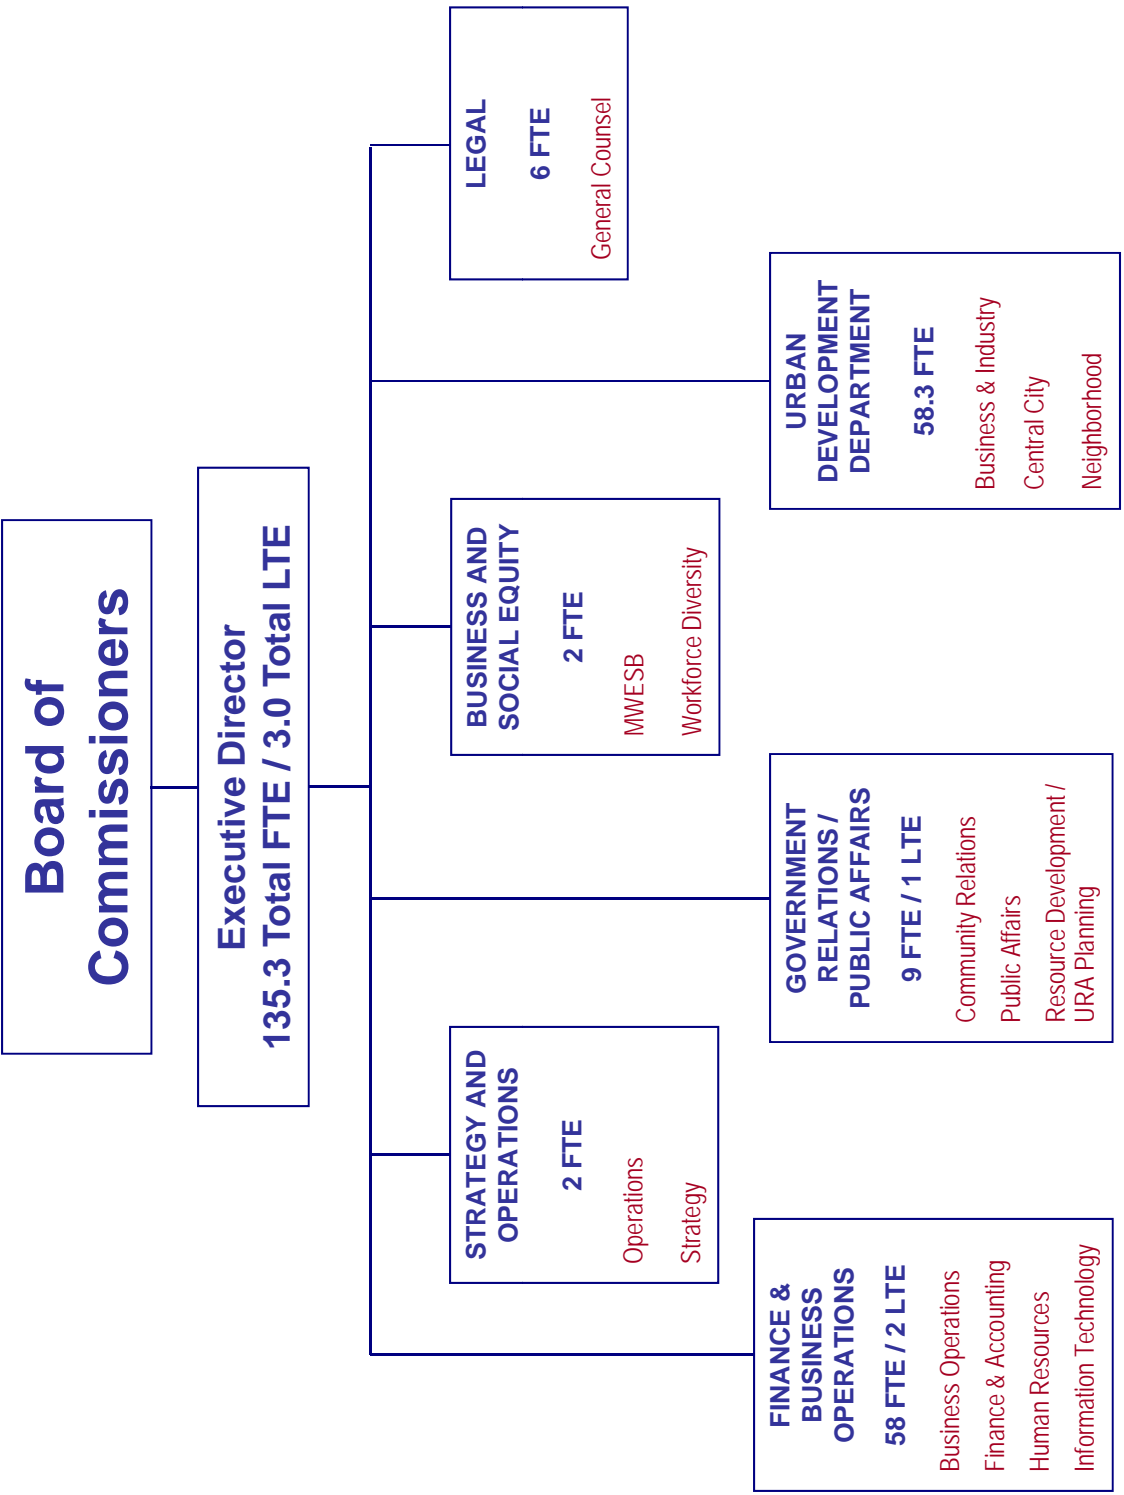 Board of
Commissioners
Executive Director
135.3 Total FTE / 3.0 Total LTE
STRATEGY AND
OPERATIONS
2 FTE
Operations
Strategy
BUSINESS AND
SOCIAL EQUITY
2 FTE
MWESB
Workforce Diversity
LEGAL
6 FTE
General Counsel
FINANCE &
BUSINESS
OPERATIONS
58 FTE / 2 LTE
Business Operations
Finance & Accounting
Human Resources
Information Technology
GOVERNMENT
RELATIONS /
PUBLIC AFFAIRS
9 FTE / 1 LTE
Community Relations
Public Affairs
Resource Development /
URA Planning
URBAN
DEVELOPMENT
DEPARTMENT
58.3 FTE
Business & Industry
Central City
Neighborhood